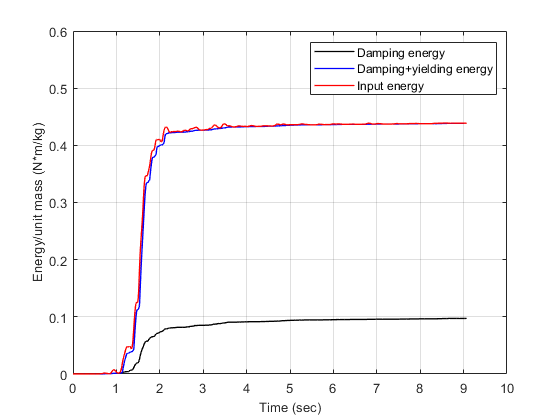 0.6
0.5
0.4
0.3
0.2
0.1
0
Energy/unit mass (N*m/kg)
Damping energy
Damping+yielding energy
Input energy
0 1 2 3 4 5 6 7 8 9 10
Time (sec)